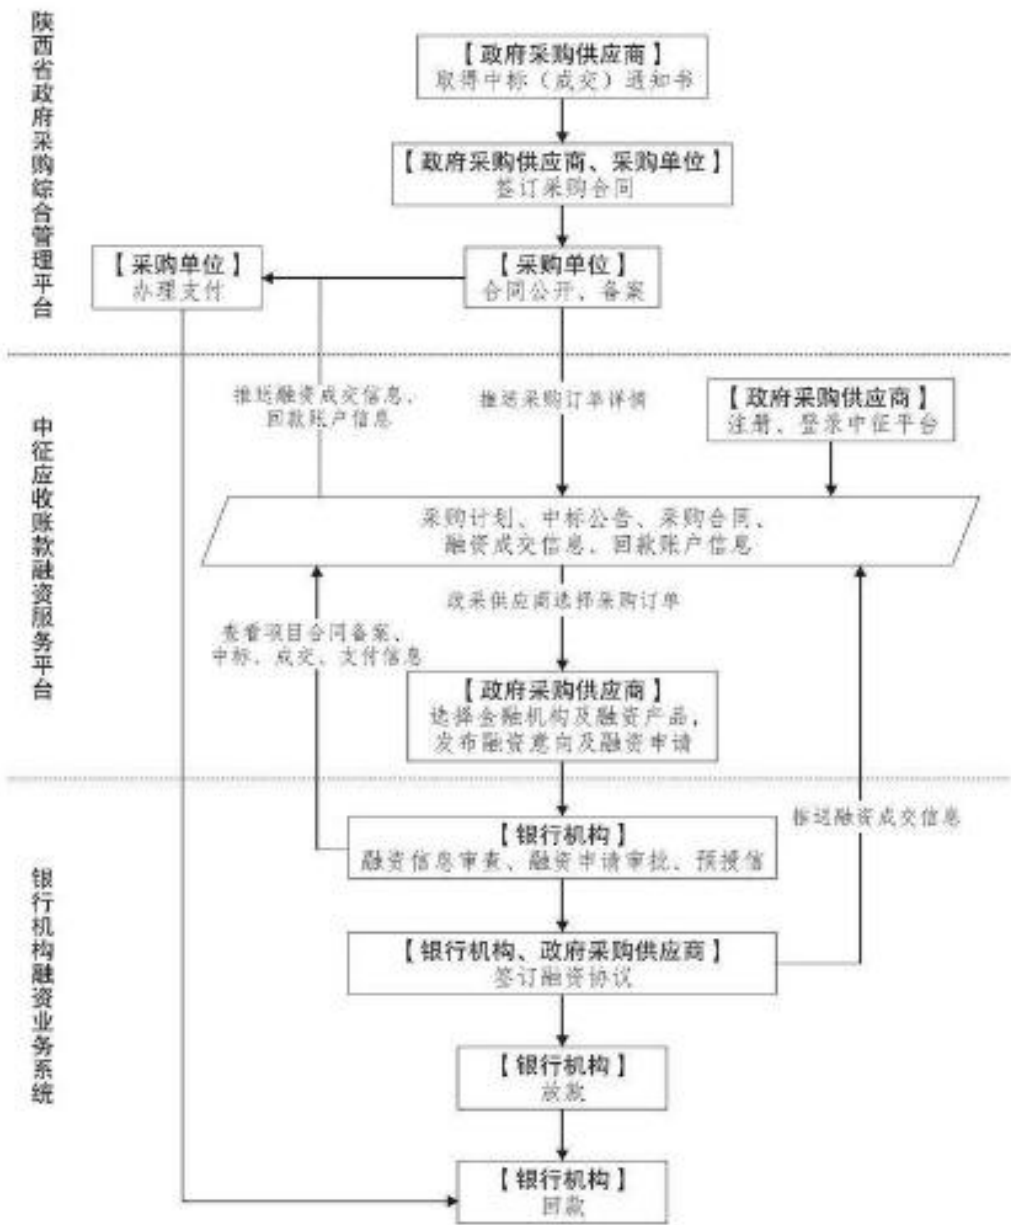 陕西省政府采购综合管理平台
【政府采购供应商】
取得中标（成交）通知书
【政府采购供应商、采购单位】
签订采购合同
【采购单位】
办理支付
【采购单位】
合同公开、备案
中征应收账款融资服务平台
推送融资成交信息、
回款账户信息
推送采购订单详情
【政府采购供应商】
注册、登录中征平台
采购计划、中标公告、采购合同、
融资成交信息、回款账户信息
政采供应商选择采购订单
查看项目合同备案、
中标、成交、支付信息
【政府采购供应商】
选择金融机构及融资产品，
发布融资意向及融资申请
银行机构融资业务系统
推送融资成交信息
【银行机构】
融资信息审查、融资申请审批、预授信
【银行机构、政府采购供应商】
签订融资协议
【银行机构】
放款
【银行机构】
回款